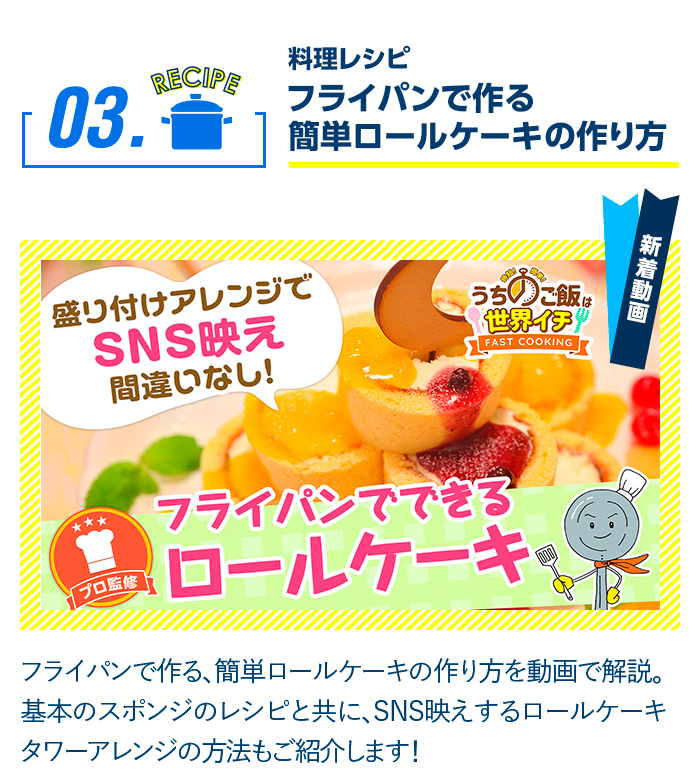 03.
RECIPE
料理レシピ
フライパンで作る
簡単ロールケーキの作り方
新着動画
盛り付けアレンジで
SNS映え
間違いなし!
うちのご飯は
世界イチ
FAST COOKING
フライパンでできる
ロールケーキ
プロ監修
フライパンで作る、簡単ロールケーキの作り方を動画で解説。
基本のスポンジのレシピと共に、SNS映えするロールケーキ
タワーアレンジの方法もご紹介します!